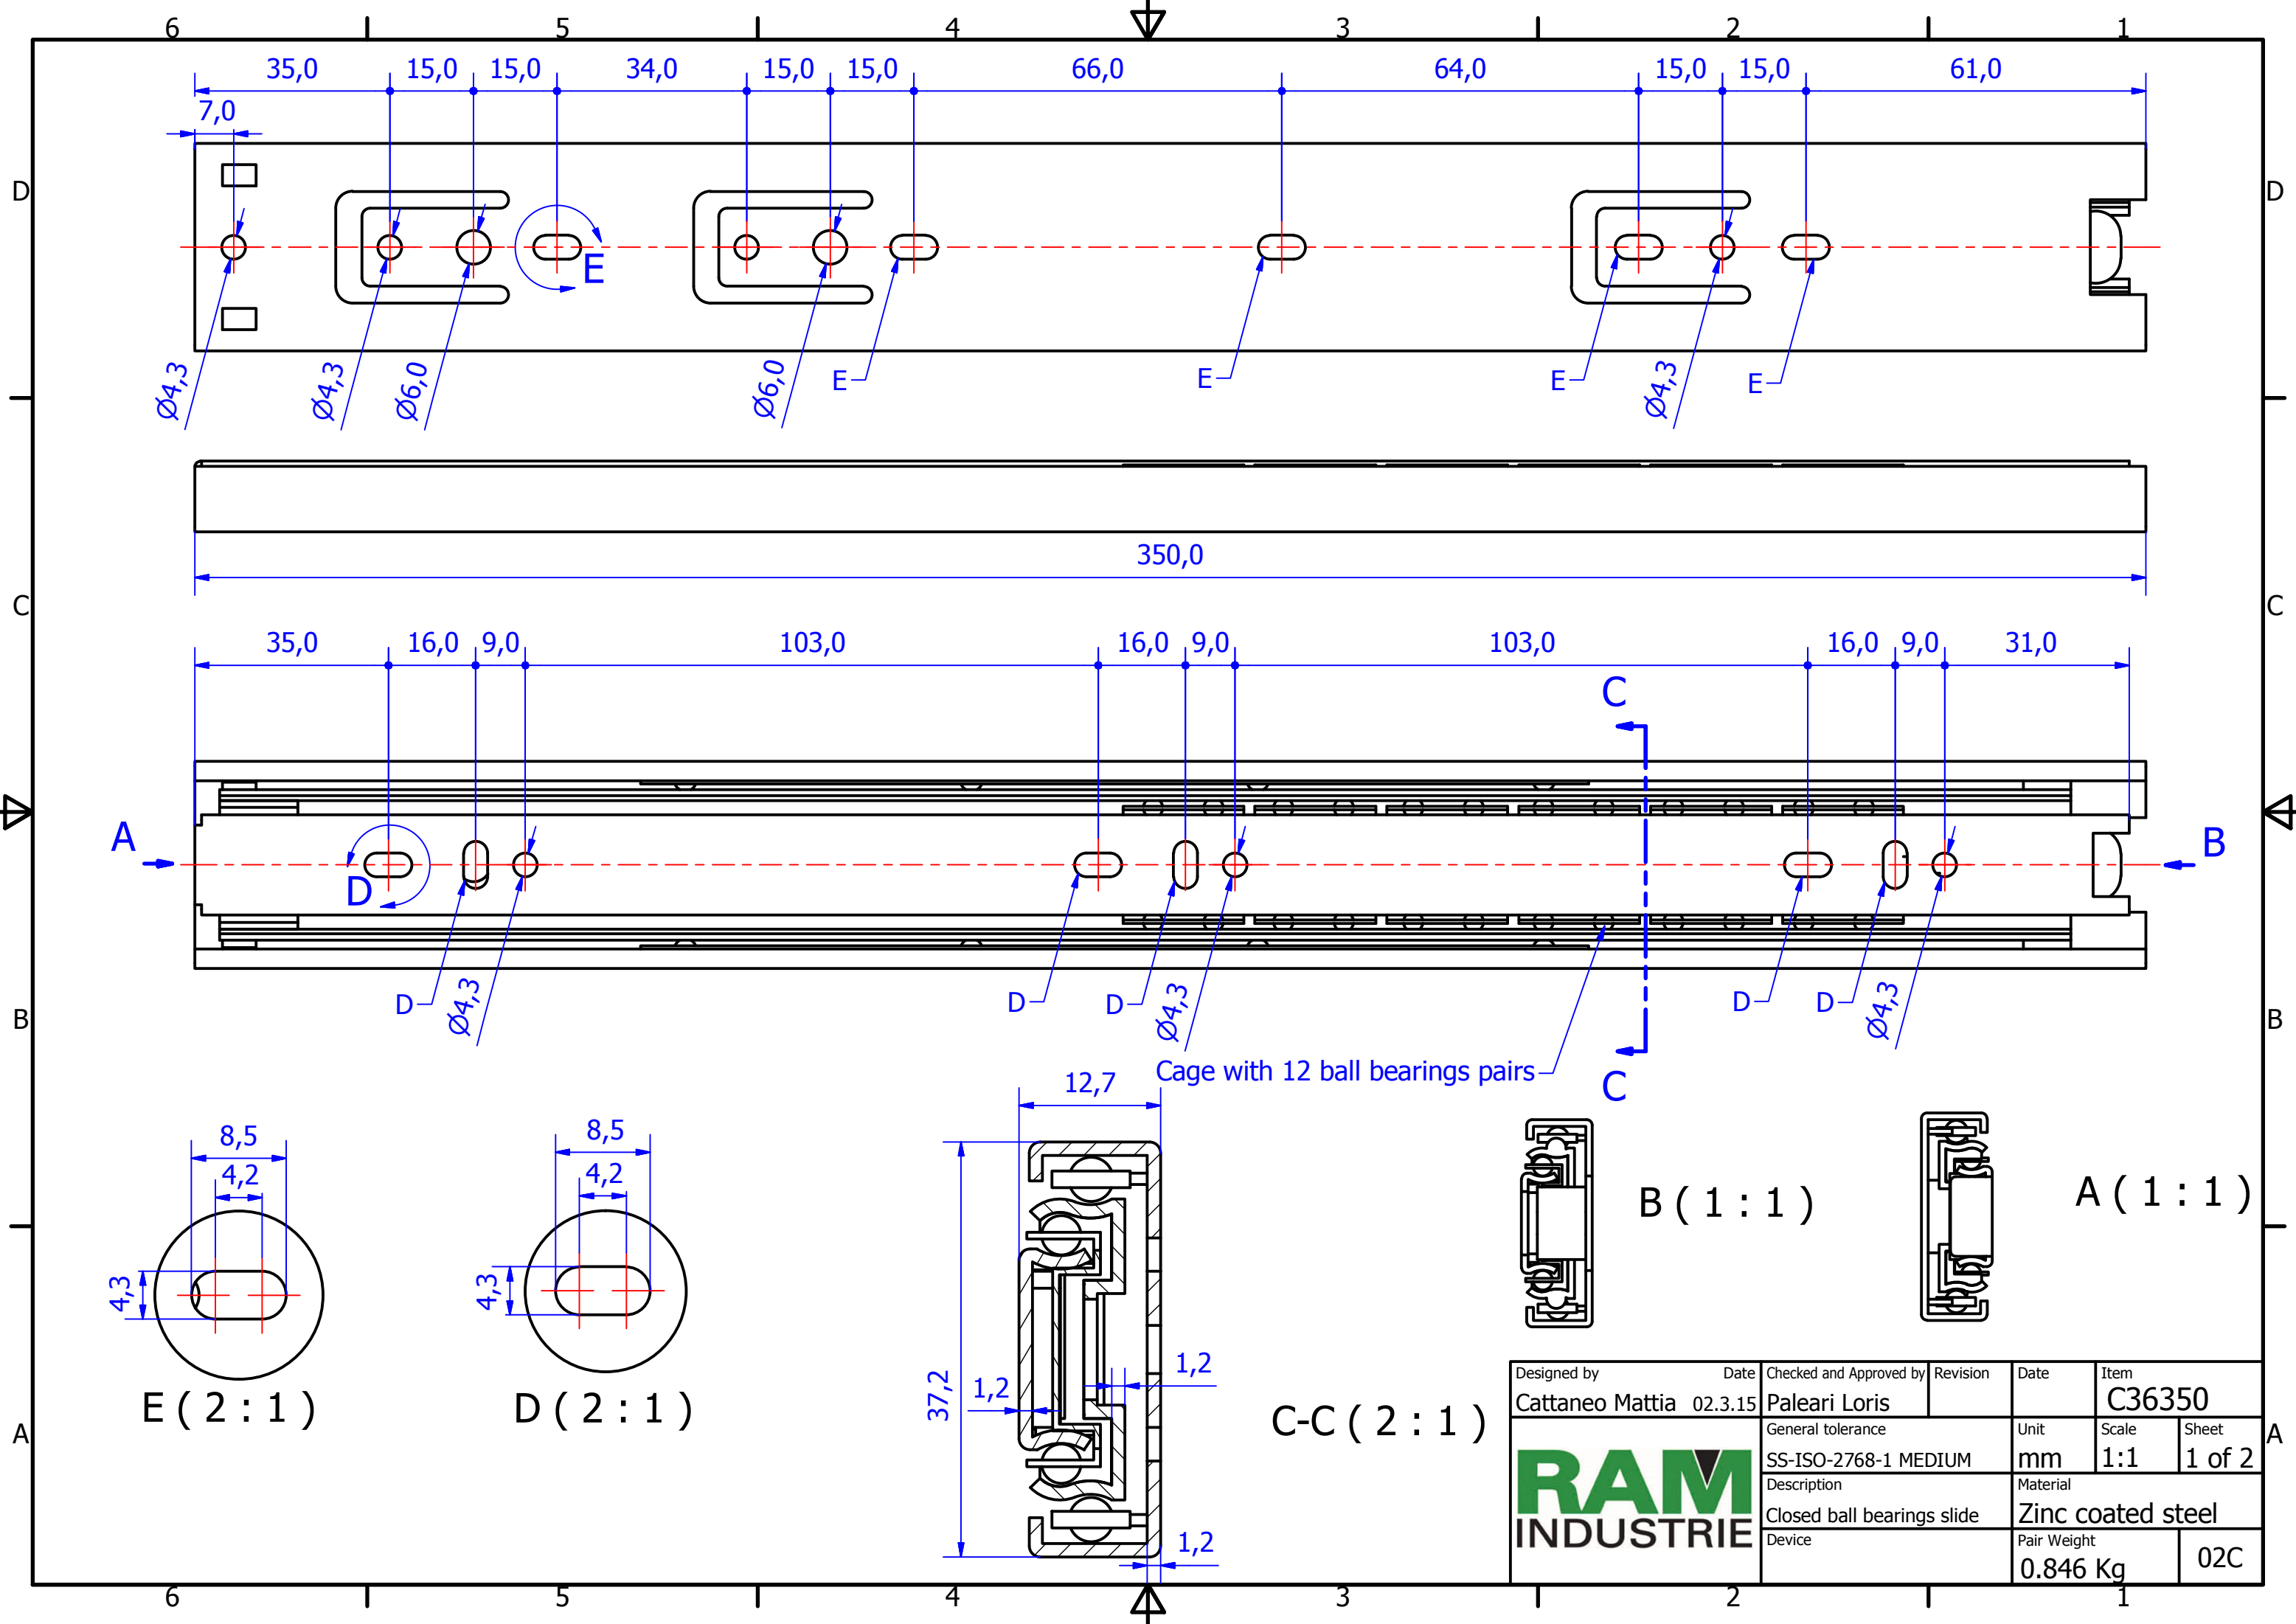 6 5 4 3 2 1
35,0 15,0 15,0 34,0 15,0 15,0 66,0 64,0 15,0 15,0 61,0
7,0
D D
E
Ø4,3 Ø4,3 Ø6,0 Ø6,0 E E E Ø4,3 E
350,0
C C
35,0 16,0 9,0 103,0 16,0 9,0 103,0 16,0 9,0 31,0
C
A B
D
D Ø4,3 D D Ø4,3 D D Ø4,3
B B
Cage with 12 ball bearings pairs
C
12,7
8,5 8,5
4,2 4,2
4,3 4,3
E ( 2 : 1 ) D ( 2 : 1 )
37,2
1,2
1,2
1,2
C-C ( 2 : 1 )
B ( 1 : 1 ) A ( 1 : 1 )
Designed by Date Checked and Approved by Revision Date Item
Cattaneo Mattia 02.3.15 Paleari Loris C36350
General tolerance Unit Scale Sheet
SS-ISO-2768-1 MEDIUM mm 1:1 1 of 2
Description Material
Closed ball bearings slide Zinc coated steel
Device Pair Weight
0.846 Kg 02C
RAM
INDUSTRIE
A A
6 5 4 3 2 1